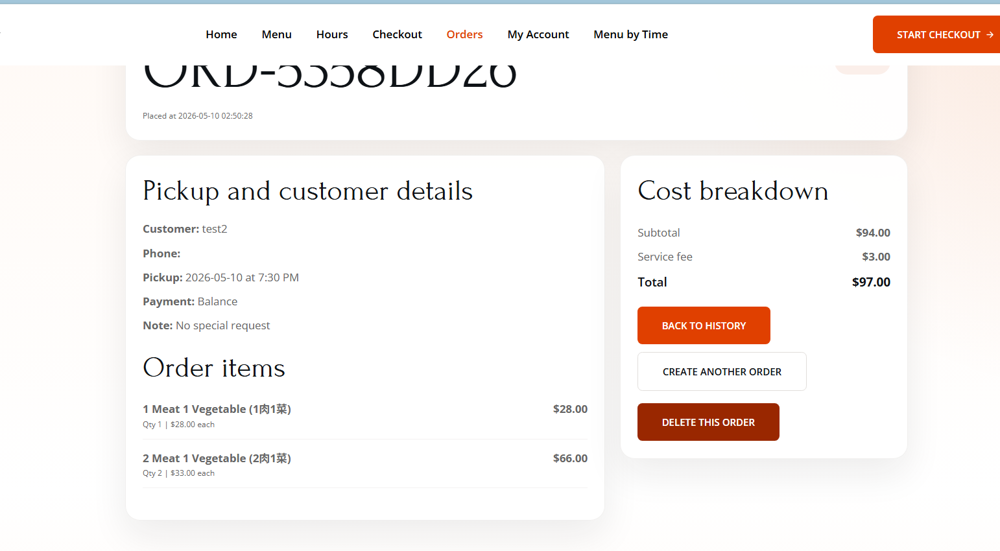 Home Menu Hours Checkout Orders My Account Menu by Time START CHECKOUT →
ORD-5358DD26
Placed at 2026-05-10 02:50:28
Pickup and customer details
Customer: test2
Phone:
Pickup: 2026-05-10 at 7:30 PM
Payment: Balance
Note: No special request
Order items
1 Meat 1 Vegetable (1肉1菜) $28.00
Qty 1 | $28.00 each
2 Meat 1 Vegetable (2肉1菜) $66.00
Qty 2 | $33.00 each
Cost breakdown
Subtotal $94.00
Service fee $3.00
Total $97.00
BACK TO HISTORY
CREATE ANOTHER ORDER
DELETE THIS ORDER